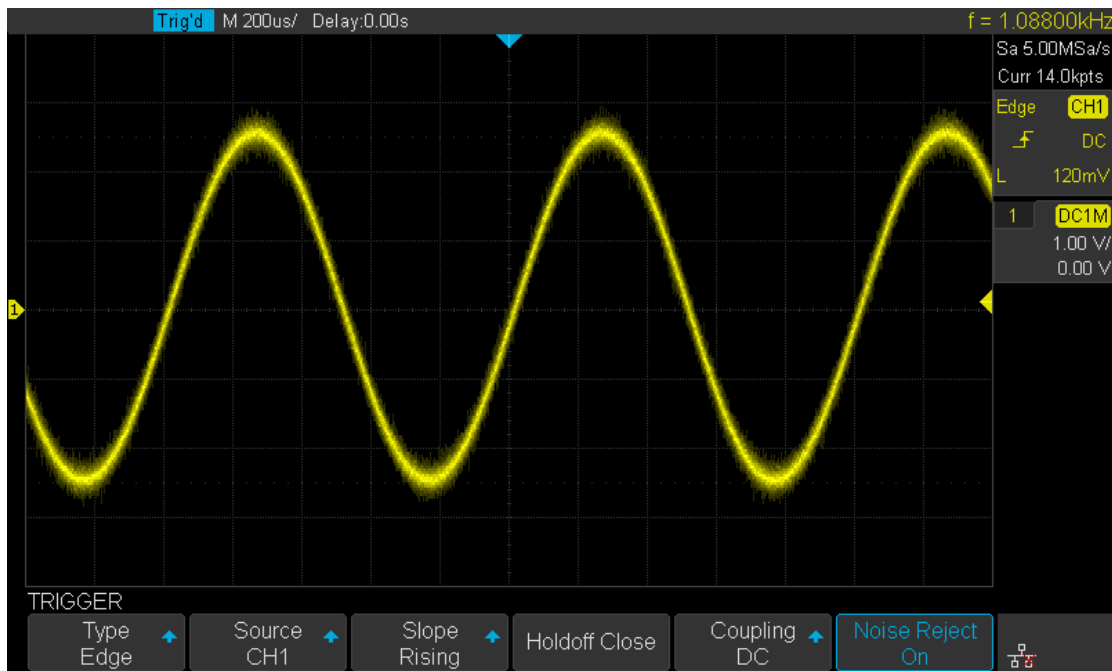 Trig'd M 200us/ Delay:0.00s f = 1.08800kHz
Sa 5.00MSa/s
Curr 14.0kpts
Edge CH1
DC
L 120mV
1 DC1M
1.00 V/
0.00 V
1
TRIGGER
Type Source Slope Holdoff Close Coupling Noise Reject
Edge CH1 Rising DC On